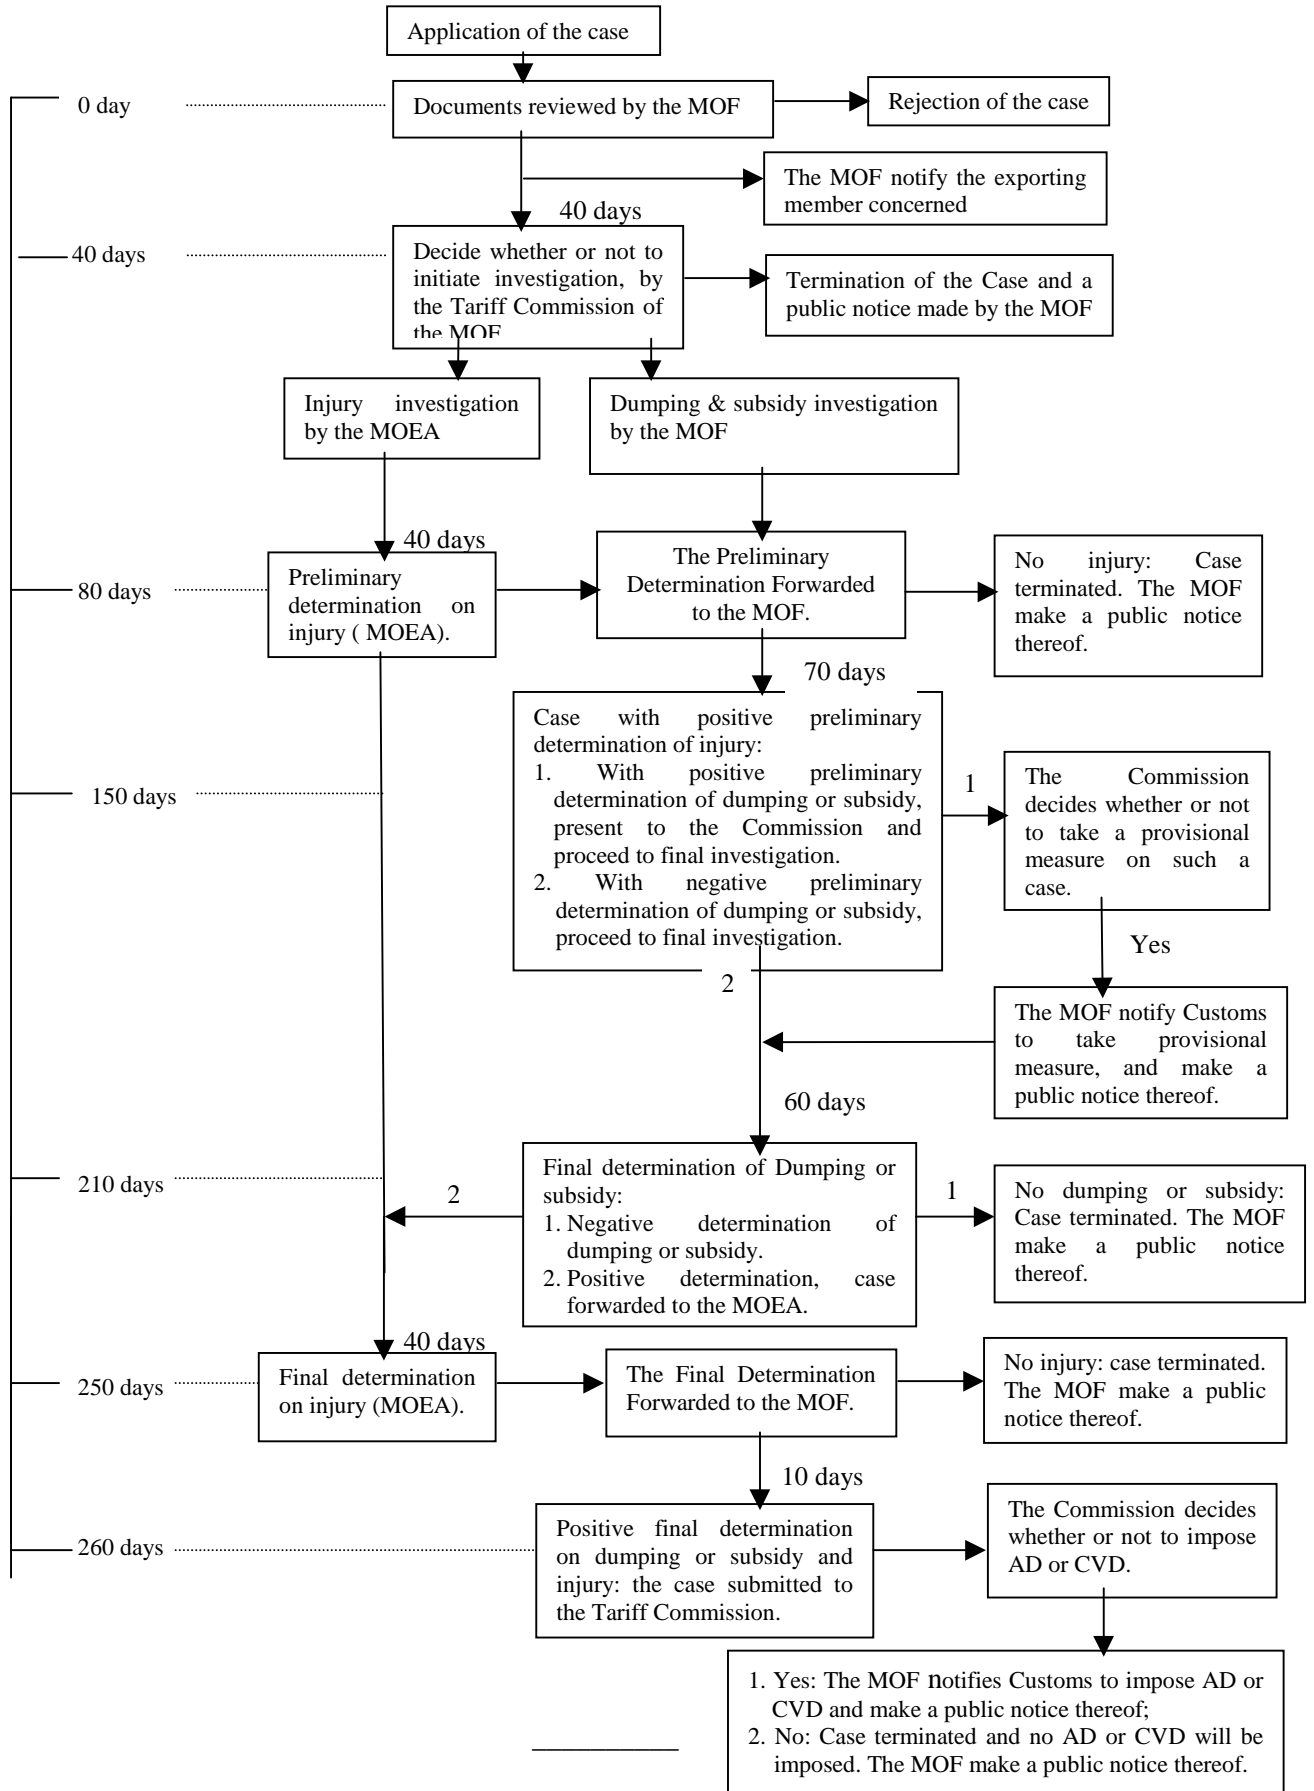 Application of the case
0 day
Documents reviewed by the MOF
Rejection of the case
The MOF notify the exporting
member concerned
40 days
40 days
Decide whether or not to
initiate investigation, by
the Tariff Commission of
the MOF
Termination of the Case and a
public notice made by the MOF
Injury investigation
by the MOEA
Dumping & subsidy investigation
by the MOF
40 days
80 days
Preliminary
determination on
injury ( MOEA).
The Preliminary
Determination Forwarded
to the MOF.
No injury: Case
terminated. The MOF
make a public notice
thereof.
70 days
150 days
Case with positive preliminary
determination of injury:
1. With positive preliminary
determination of dumping or subsidy,
present to the Commission and
proceed to final investigation.
2. With negative preliminary
determination of dumping or subsidy,
proceed to final investigation.
1
The Commission
decides whether or not
to take a provisional
measure on such a
case.
Yes
2
The MOF notify Customs
to take provisional
measure, and make a
public notice thereof.
60 days
210 days
2
Final determination of Dumping or
subsidy:
1. Negative determination of
dumping or subsidy.
2. Positive determination, case
forwarded to the MOEA.
1
No dumping or subsidy:
Case terminated. The MOF
make a public notice
thereof.
40 days
250 days
Final determination
on injury (MOEA).
The Final Determination
Forwarded to the MOF.
No injury: case terminated.
The MOF make a public
notice thereof.
10 days
260 days
Positive final determination
on dumping or subsidy and
injury: the case submitted to
the Tariff Commission.
The Commission decides
whether or not to impose
AD or CVD.
1. Yes: The MOF notifies Customs to impose AD or
CVD and make a public notice thereof;
2. No: Case terminated and no AD or CVD will be
imposed. The MOF make a public notice thereof.